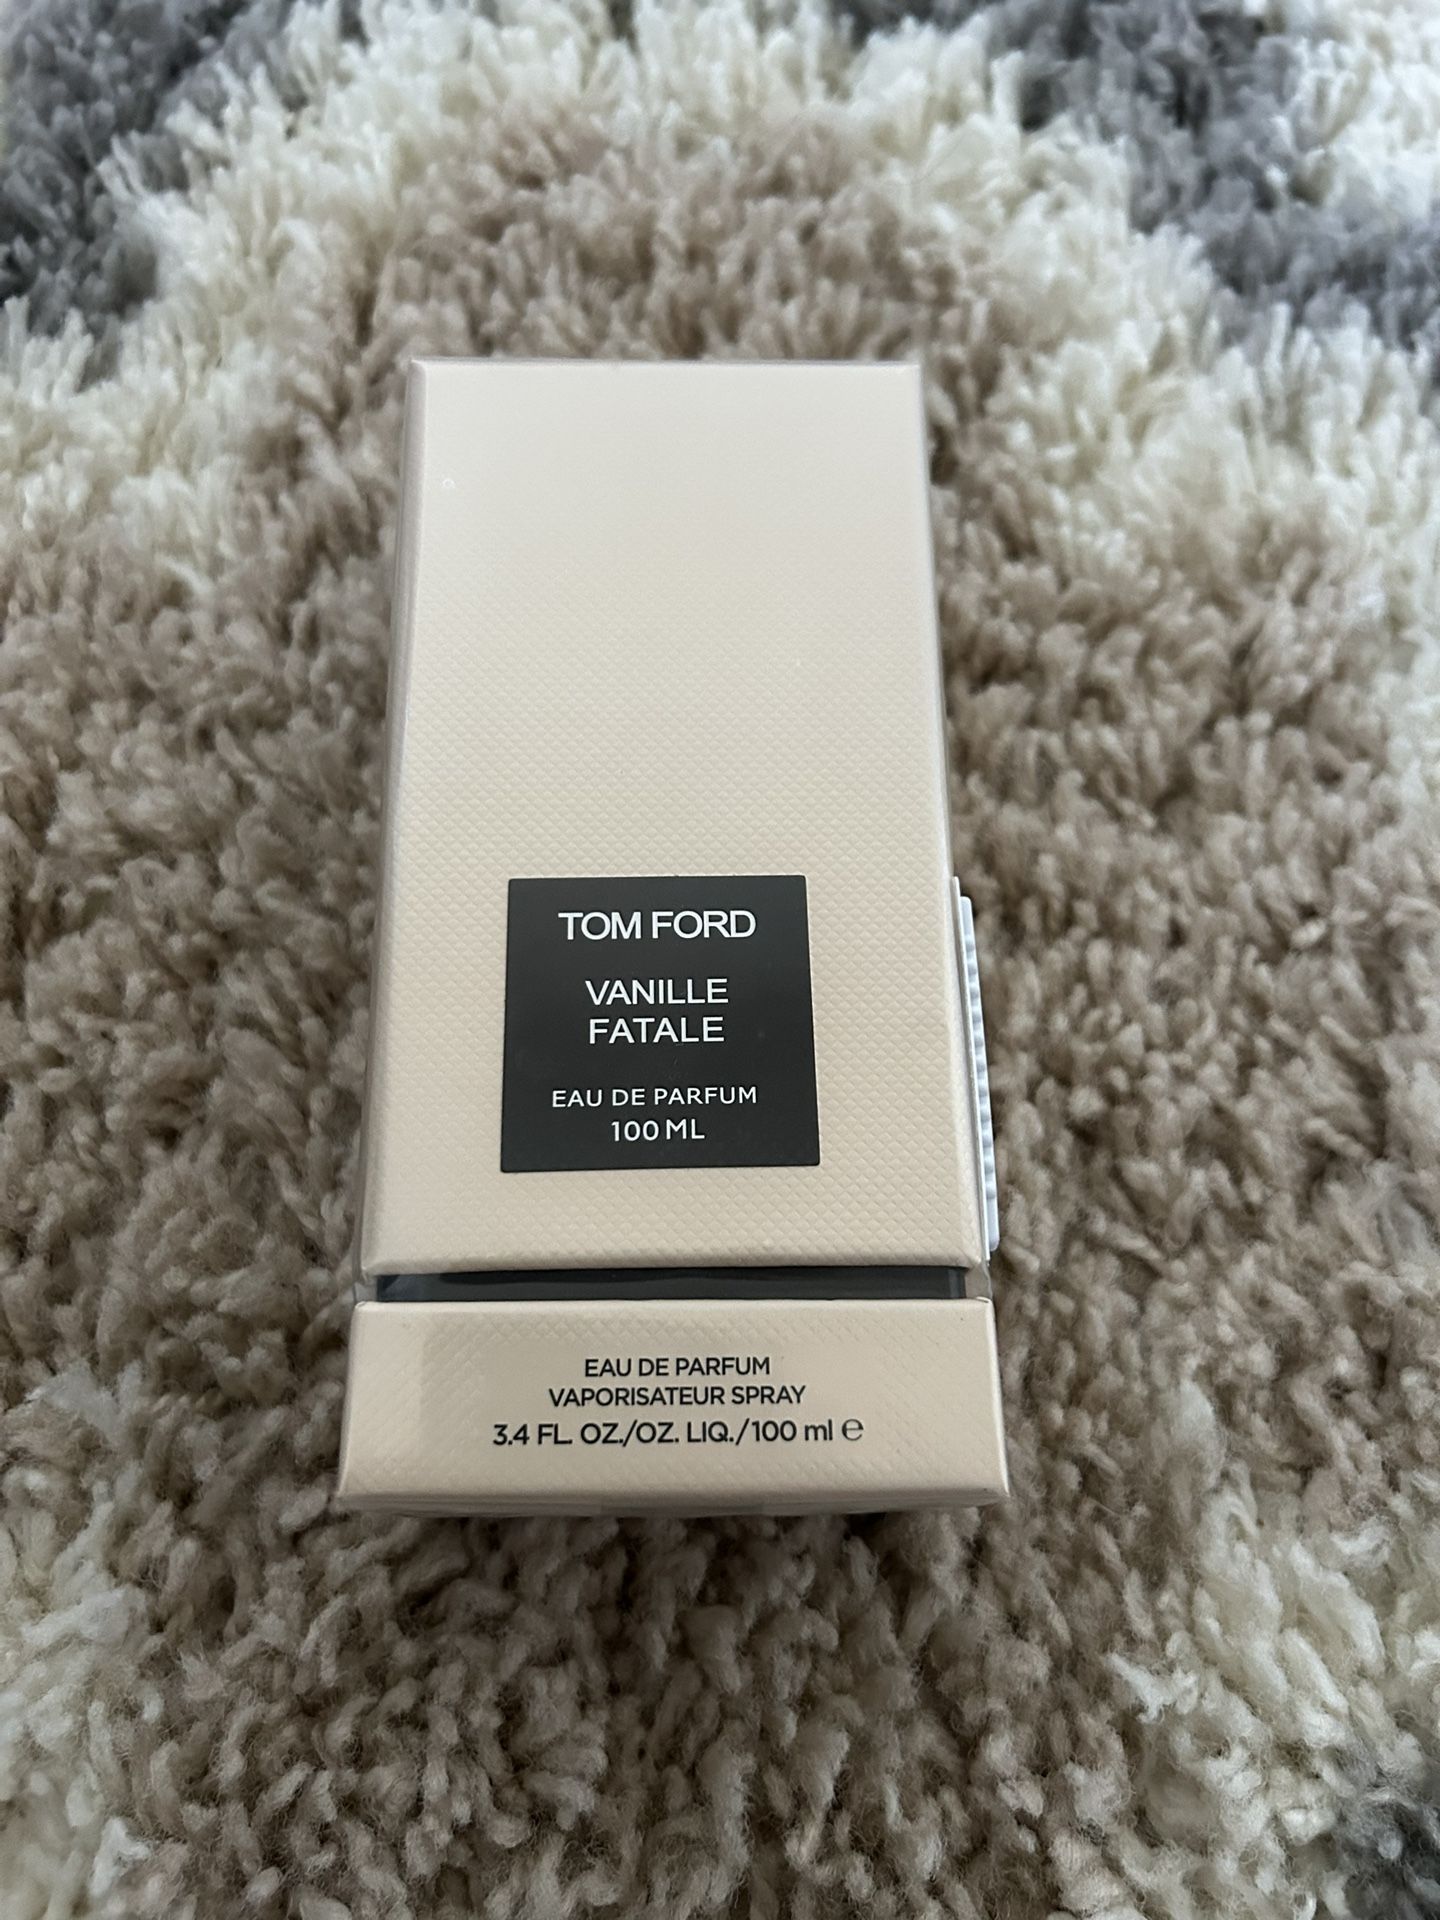 TOM FORD
VANILLE
FATALE
EAU DE PARFUM
100 ML
EAU DE PARFUM
VAPORISATEUR SPRAY
3.4 FL. OZ./OZ. LIQ./100 ml ℮